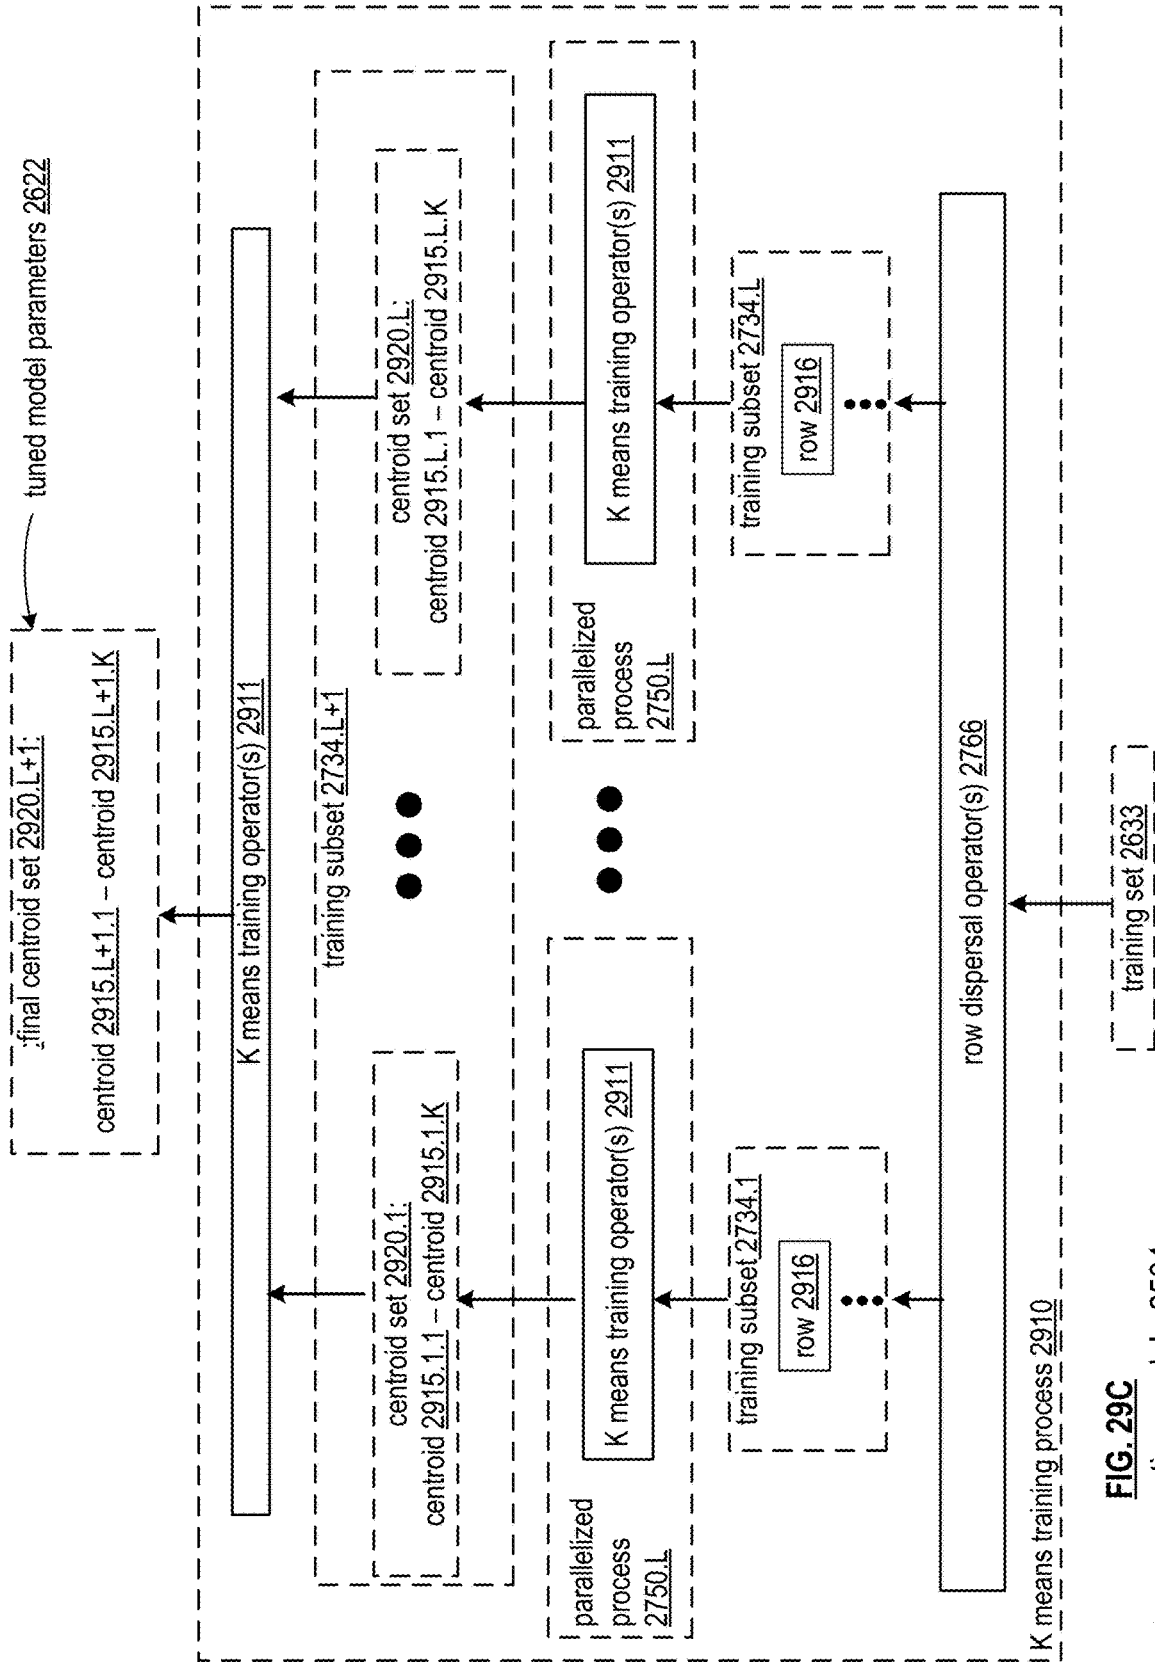 tuned model parameters 2622
final centroid set 2920.L+1:
centroid 2915.L+1.1 – centroid 2915.L+1.K
K means training operator(s) 2911
training subset 2734.L+1
centroid set 2920.1:
centroid 2915.1.1 – centroid 2915.1.K
centroid set 2920.L:
centroid 2915.L.1 – centroid 2915.L.K
parallelized
process
2750.L
K means training operator(s) 2911
parallelized
process
2750.L
K means training operator(s) 2911
training subset 2734.1
row 2916
training subset 2734.L
row 2916
row dispersal operator(s) 2766
K means training process 2910
training set 2633
FIG. 29C